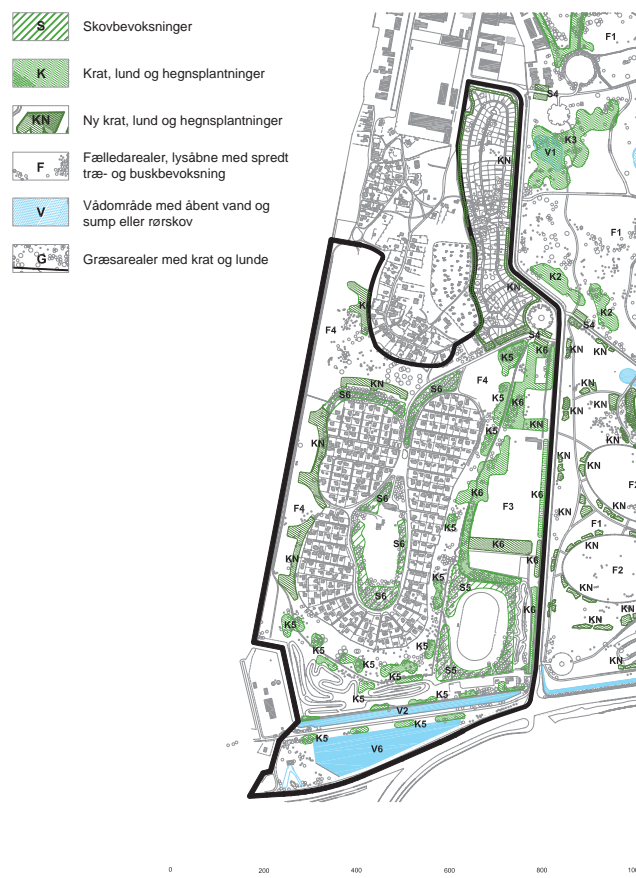 S Skovbevoksninger
K Krat, lund og hegnsplantninger
KN Ny krat, lund og hegnsplantninger
F Fælledarealer, lysåbne med spredt
træ- og buskbevoksning
V Vådområde med åbent vand og
sump eller rørskov
G Græsarealer med krat og lunde
F1
S4
K3
V1
KN
F1
KN
K2
K2
S4
S4
KN
KN
F4
K5
K6
F4
KN
S6
S6
K5
K6
KN
KN
K5
KN
KN
KN
S6
K6
K6
F3
KN
F4
K5
F1
S6
K6
KN
KN
K6
F2
KN
S5
K5
K6
KN
KN
K5
K5
K5
K5
S5
KN
K5
K5
K5
V2
K5
K5
V6
0 200 400 600 800